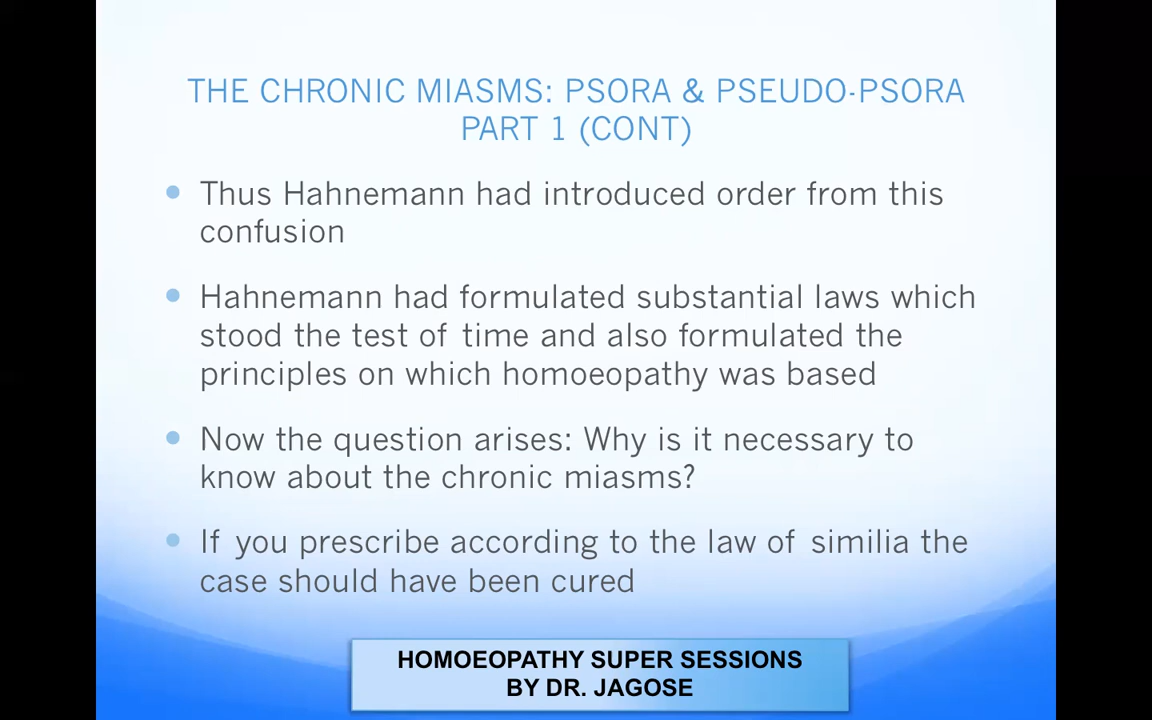 THE CHRONIC MIASMS: PSORA & PSEUDO-PSORA
PART 1 (CONT)
• Thus Hahnemann had introduced order from this
confusion
• Hahnemann had formulated substantial laws which
stood the test of time and also formulated the
principles on which homoeopathy was based
• Now the question arises: Why is it necessary to
know about the chronic miasms?
• If you prescribe according to the law of similia the
case should have been cured
HOMOEOPATHY SUPER SESSIONS
BY DR. JAGOSE